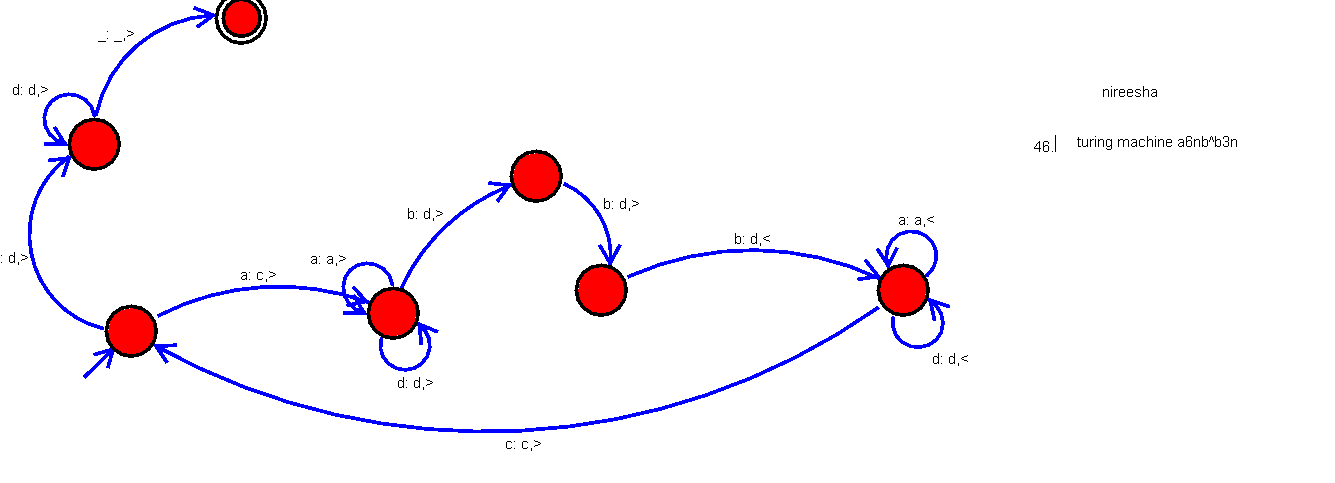 _: _,>
d: d,>
nireesha
46. turing machine a6nb^b3n
b: d,>
b: d,>
a: a,<
b: d,<
a: a,>
: d,>
a: c,>
d: d,<
d: d,>
c: c,>